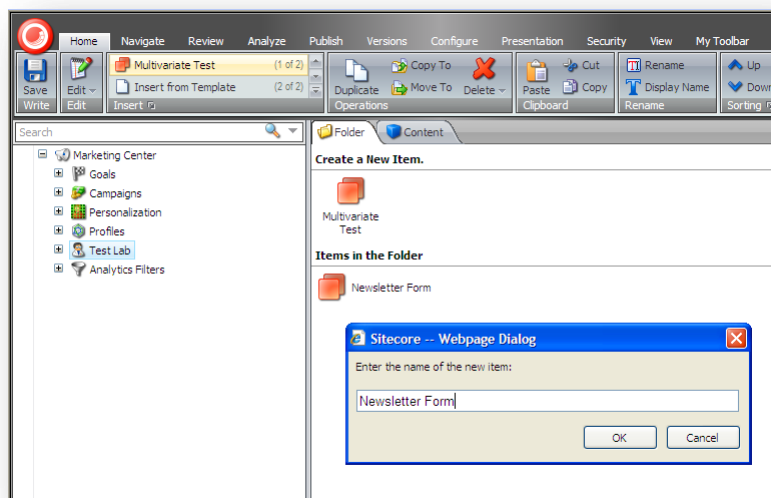 Home Navigate Review Analyze Publish Versions Configure Presentation Security View My Toolbar
Save
Write
Edit
Edit
Multivariate Test (1 of 2)
Insert from Template (2 of 2)
Insert
Duplicate
Copy To
Move To
Delete
Operations
Paste
Cut
Copy
Clipboard
Rename
Display Name
Rename
Up
Down
Sorting
Search
Marketing Center
Goals
Campaigns
Personalization
Profiles
Test Lab
Analytics Filters
Folder Content
Create a New Item.
Multivariate
Test
Items in the Folder
Newsletter Form
Sitecore -- Webpage Dialog
Enter the name of the new item:
Newsletter Form
OK Cancel